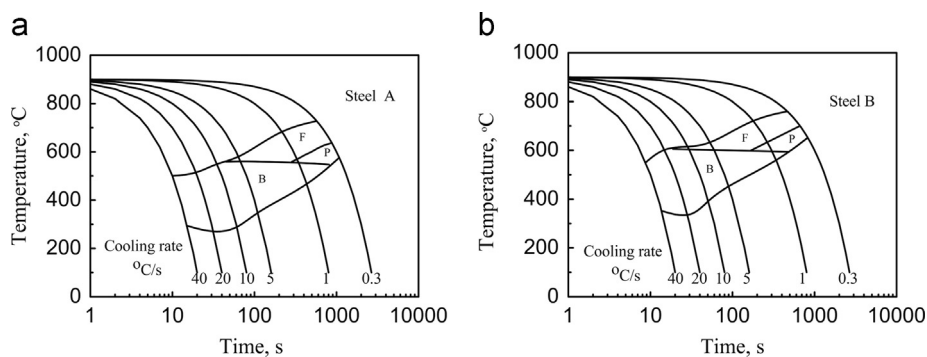 a
1000
800
600
400
200
0
Temperature, °C
Steel A
F
P
B
Cooling rate
°C/s
40 20 10 5 1 0.3
1 10 100 1000 10000
Time, s
b
1000
800
600
400
200
0
Temperature, °C
Steel B
F
P
B
Cooling rate
°C/s
40 20 10 5 1 0.3
1 10 100 1000 10000
Time, s